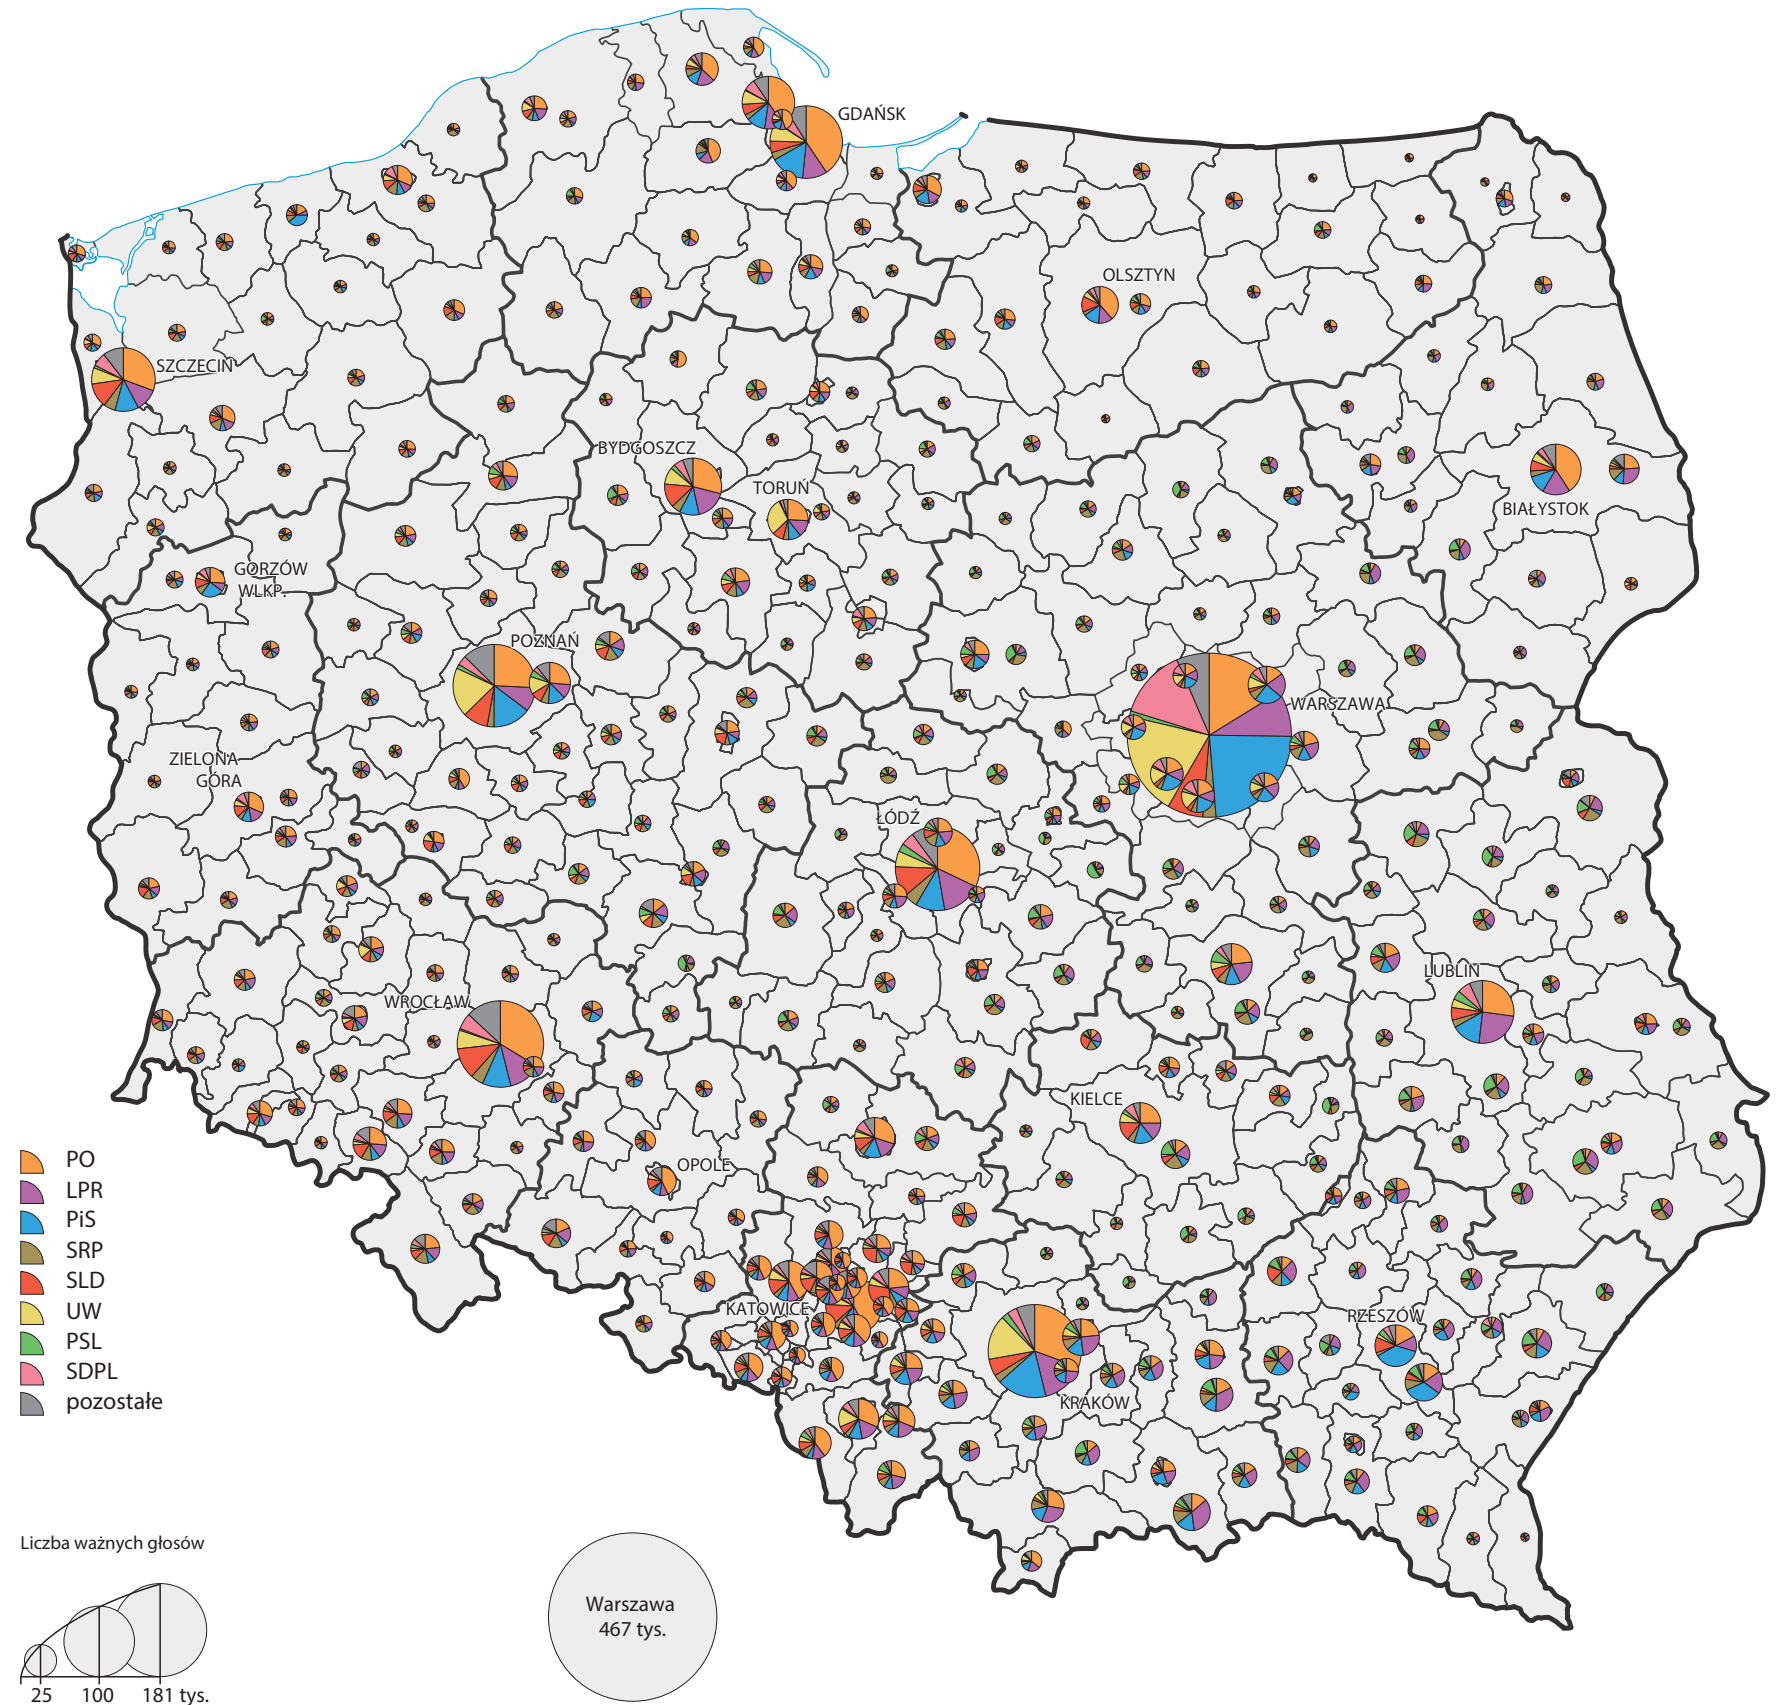 GDAŃSK
OLSZTYN
SZCZECIN
BYDGOSZCZ
TORUŃ
BIAŁYSTOK
GORZÓW
WLKP.
POZNAŃ
WARSZAWA
ZIELONA
GÓRA
ŁÓDŹ
LUBLIN
WROCŁAW
KIELCE
OPOLE
KATOWICE
RZESZÓW
KRAKÓW
PO
LPR
PiS
SRP
SLD
UW
PSL
SDPL
pozostałe
Liczba ważnych głosów
25 100 181 tys.
Warszawa
467 tys.